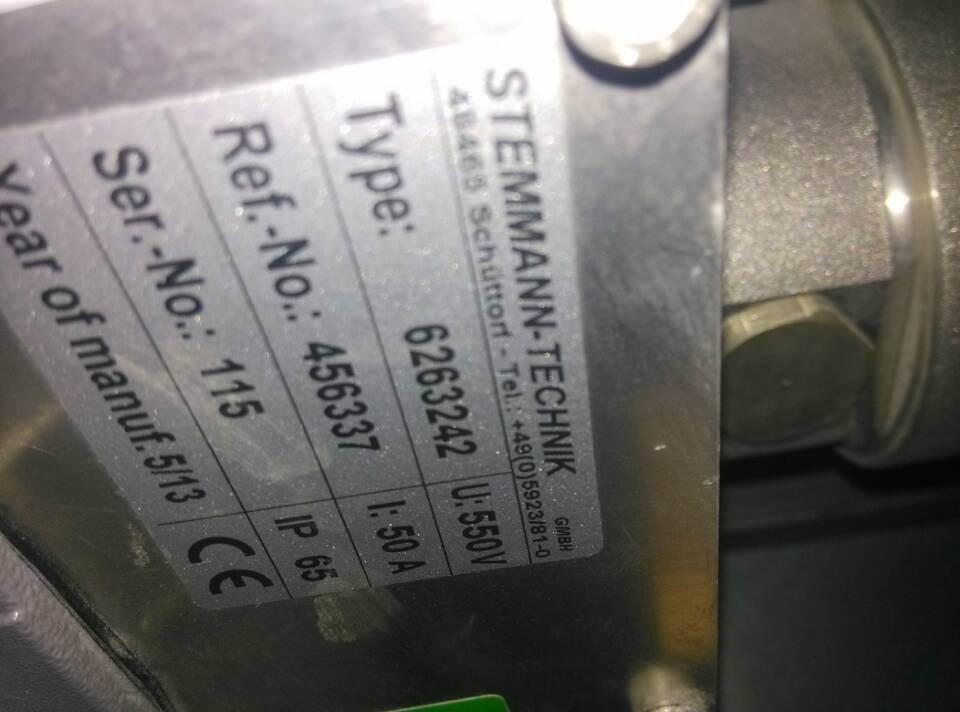 STEMMANN-TECHNIK GMBH
48465 Schüttorf - Tel.: +49(0)5923/81-0
Type: 6263242 U: 550V
Ref.-No.: 456337 I: 50 A
Ser.-No.: 115 IP 65
Year of manuf. 5/13 CE